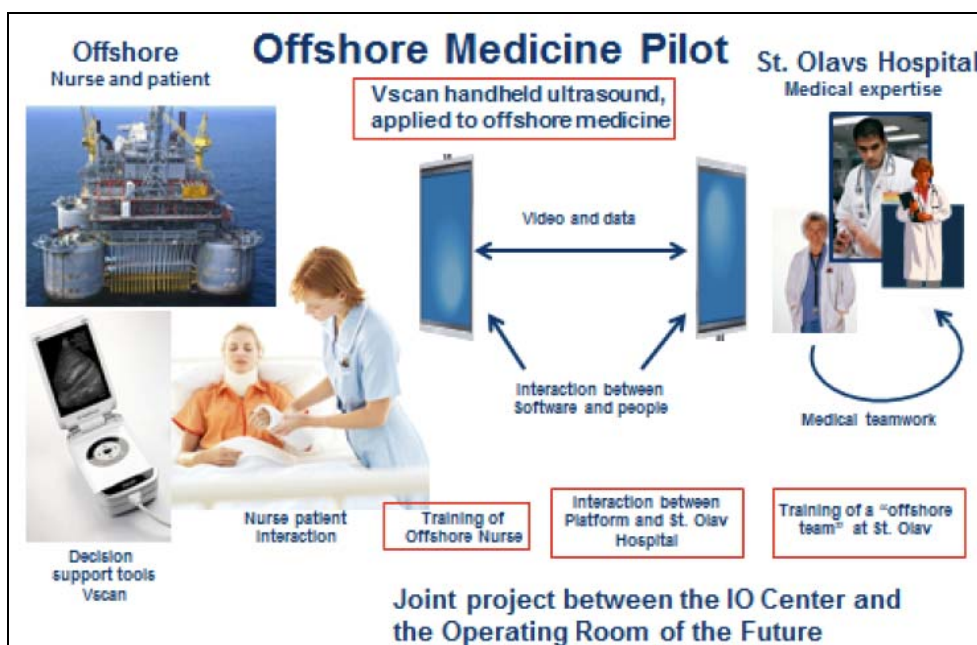 Offshore
Nurse and patient
Offshore Medicine Pilot
Vscan handheld ultrasound,
applied to offshore medicine
St. Olavs Hospital
Medical expertise
Video and data
Interaction between
Software and people
Medical teamwork
Decision
support tools
Vscan
Nurse patient
Interaction
Training of
Offshore Nurse
Interaction between
Platform and St. Olav
Hospital
Training of a "offshore
team" at St. Olav
Joint project between the IO Center and
the Operating Room of the Future